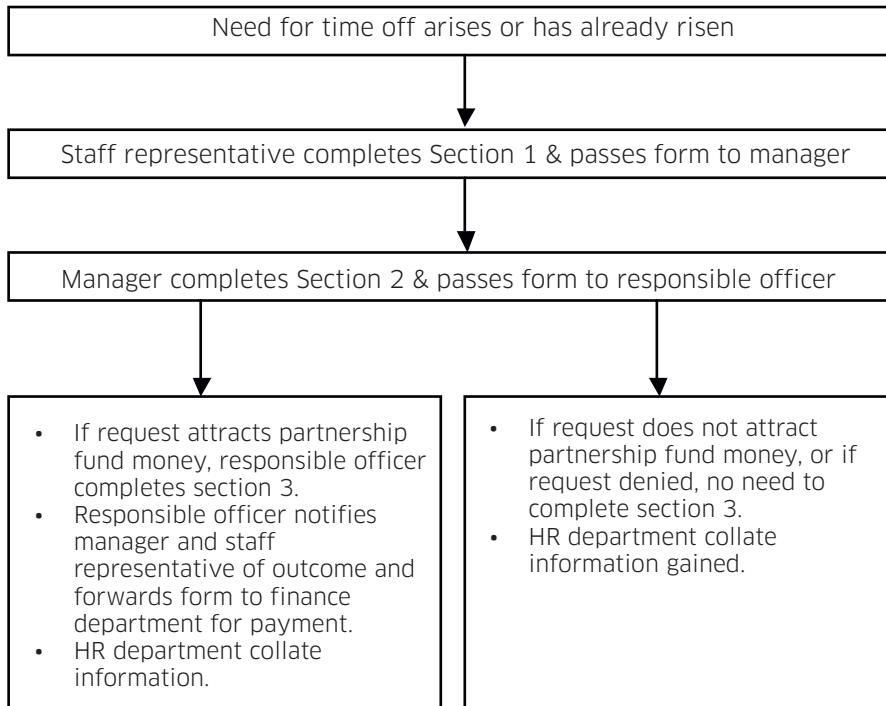 Need for time off arises or has already risen
Staff representative completes Section 1 & passes form to manager
Manager completes Section 2 & passes form to responsible officer
• If request attracts partnership
fund money, responsible officer
completes section 3.
• Responsible officer notifies
manager and staff
representative of outcome and
forwards form to finance
department for payment.
• HR department collate
information.
• If request does not attract
partnership fund money, or if
request denied, no need to
complete section 3.
• HR department collate
information gained.